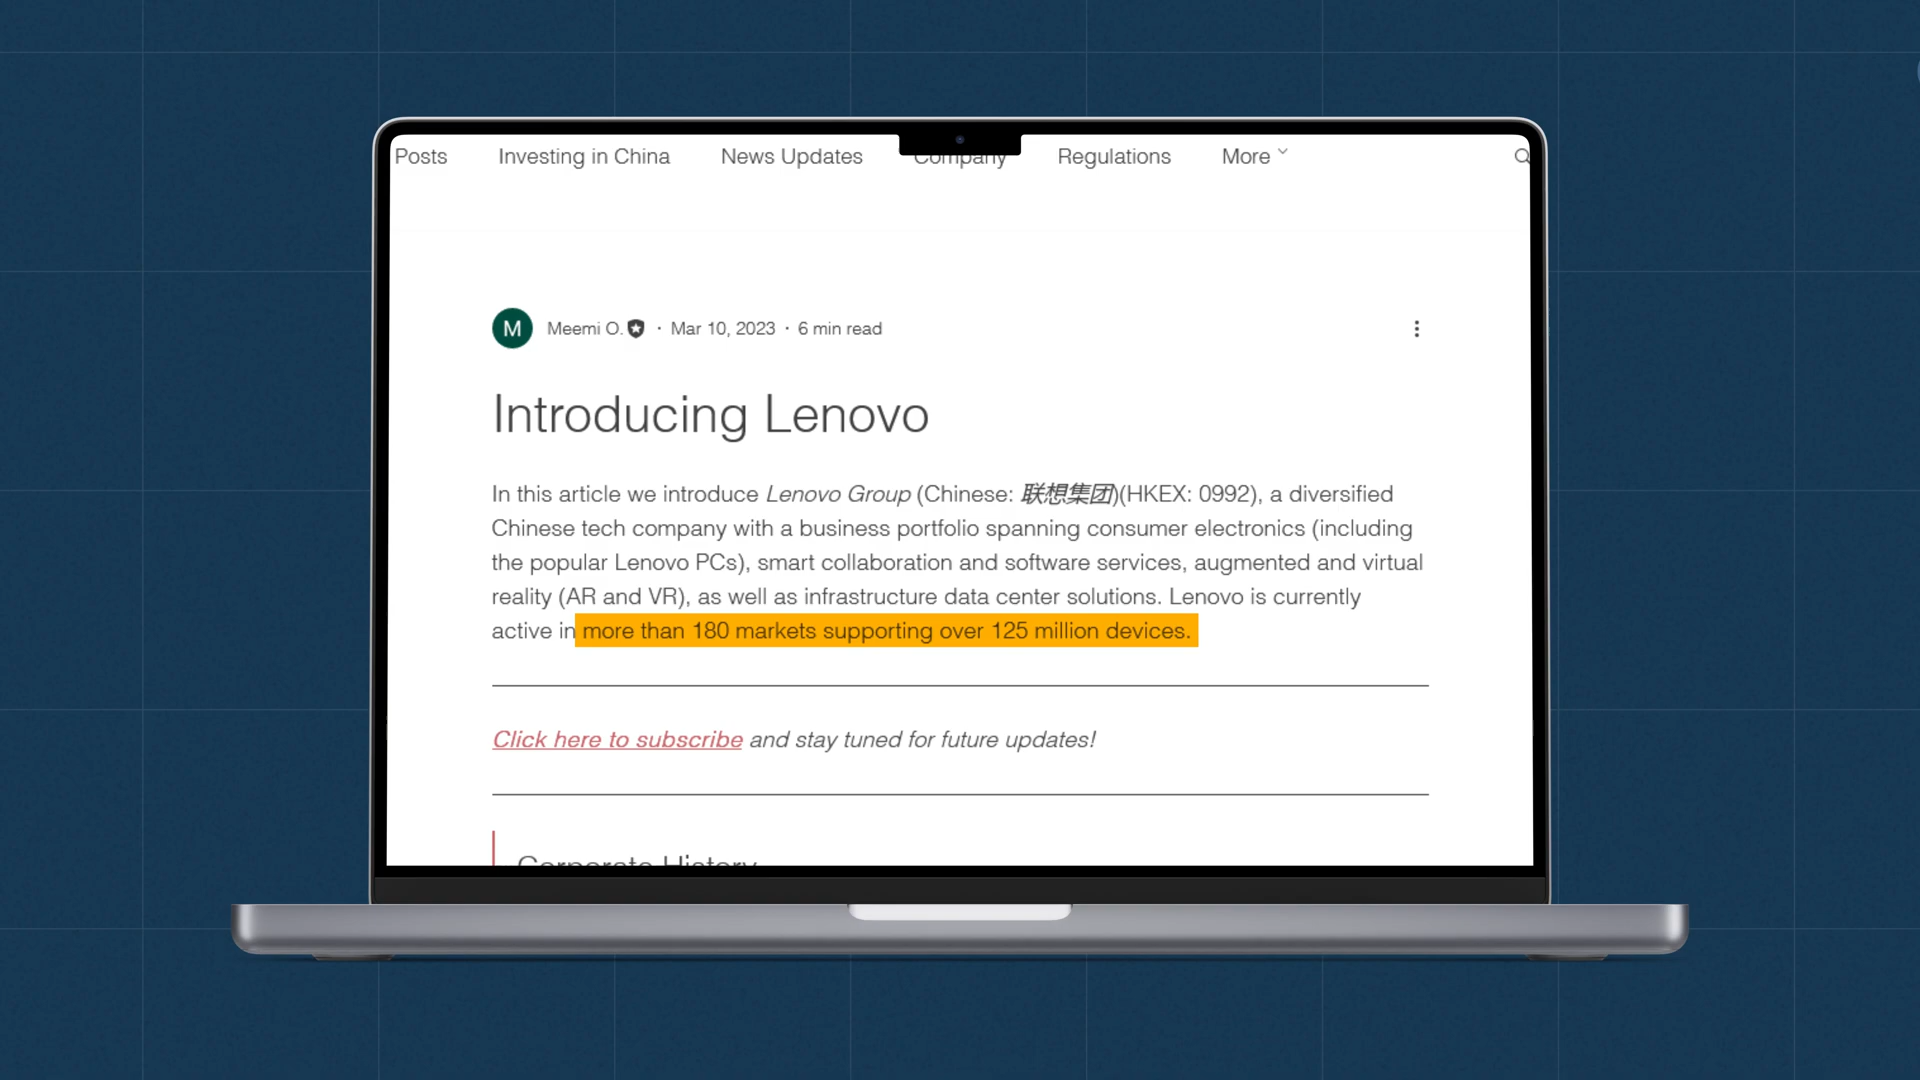 Posts Investing in China News Updates Company Regulations More
M Meemi O. · Mar 10, 2023 · 6 min read
Introducing Lenovo
In this article we introduce Lenovo Group (Chinese: 联想集团)(HKEX: 0992), a diversified
Chinese tech company with a business portfolio spanning consumer electronics (including
the popular Lenovo PCs), smart collaboration and software services, augmented and virtual
reality (AR and VR), as well as infrastructure data center solutions. Lenovo is currently
active in more than 180 markets supporting over 125 million devices.
Click here to subscribe and stay tuned for future updates!
Corporate History